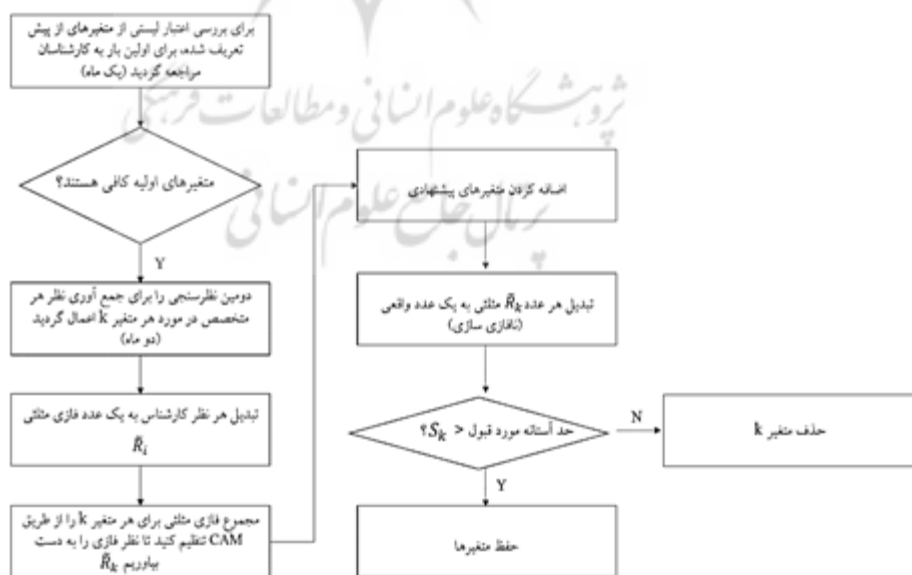 برای بررسی اعتبار لیستی از متغیرهای از پیش
تعریف شده، برای اولین بار به کارشناسان
مراجعه گردید (یک ماه)
متغیرهای اولیه کافی هستند؟
Y
دومین نظرسنجی را برای جمع آوری نظر هر
متخصص در مورد هر متغیر k اعمال گردید
(دو ماه)
تبدیل هر نظر کارشناس به یک عدد فازی مثلثی
R̃i
مجموع فازی مثلثی برای هر متغیر k را از طریق
CAM تنظیم کنید تا نظر فازی را به دست
بیاوریم R̃k
پژوهشگاه علوم انسانی و مطالعات فرهنگی
پرتال جامع علوم انسانی
اضافه کردن متغیرهای پیشنهادی
تبدیل هر عدد R̃k مثلثی به یک عدد واقعی
(نافازی سازی)
حد آستانه مورد قبول < Sk؟
N
حذف متغیر k
Y
حفظ متغیرها